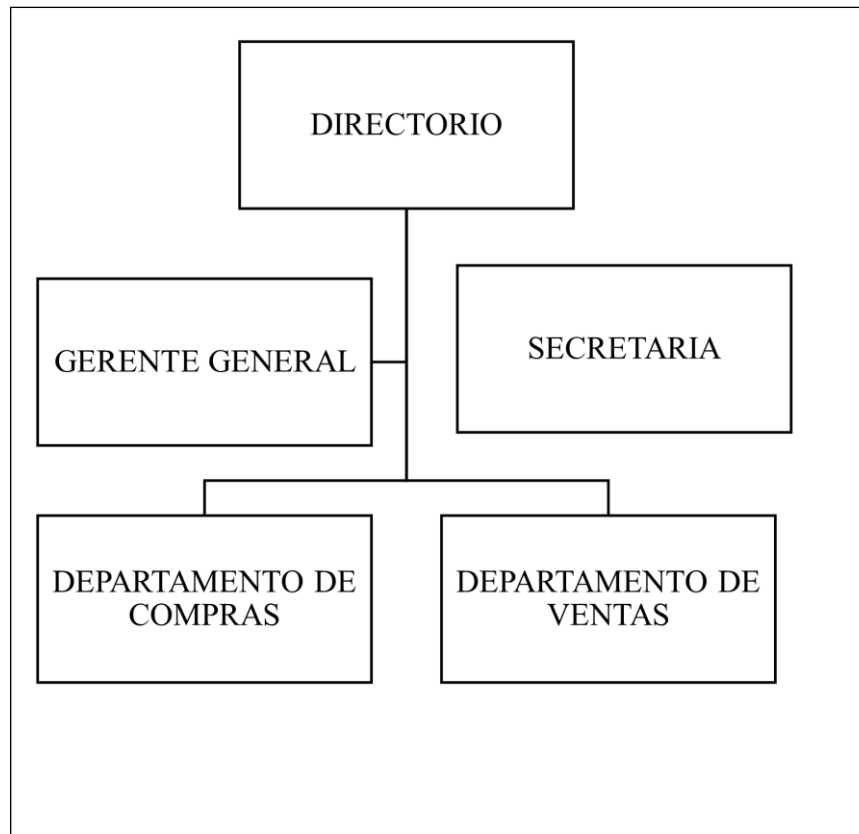 DIRECTORIO
GERENTE GENERAL
SECRETARIA
DEPARTAMENTO DE
COMPRAS
DEPARTAMENTO DE
VENTAS